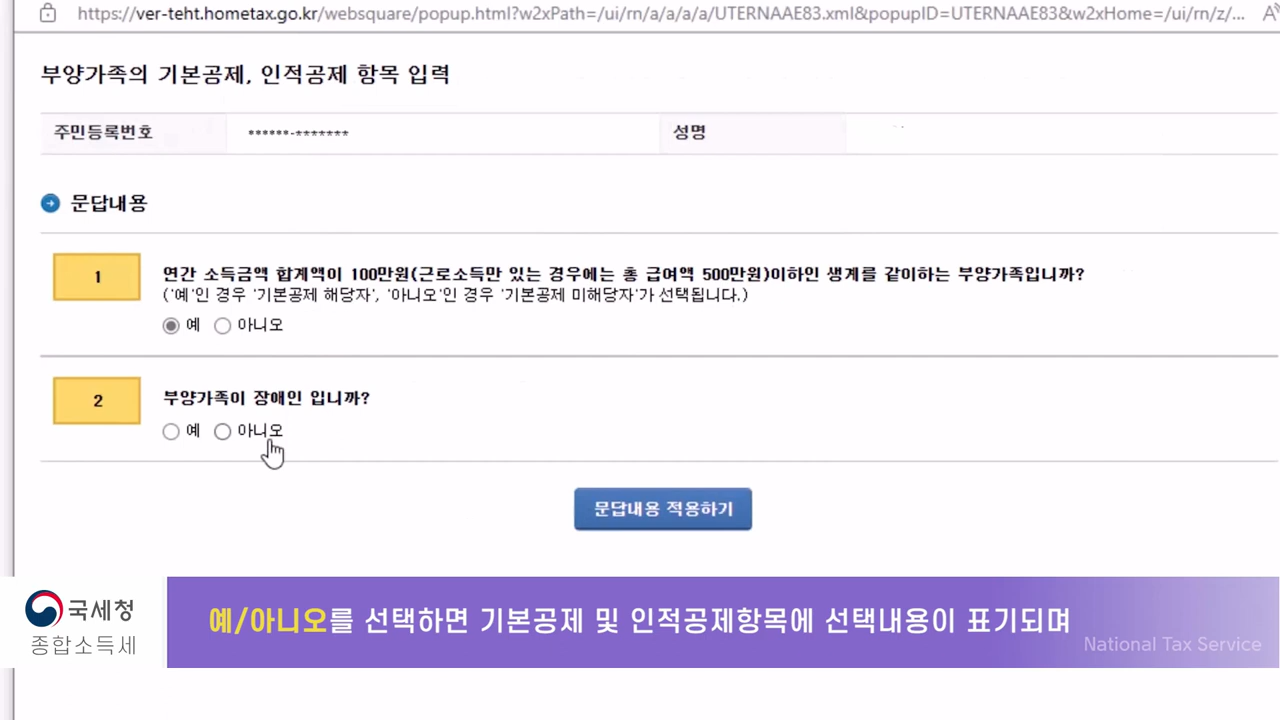 https://ver-teht.hometax.go.kr/websquare/popup.html?w2xPath=/ui/rn/a/a/a/a/UTERNAAE83.xml&popupID=UTERNAAE83&w2xHome=/ui/rn/z/...
부양가족의 기본공제, 인적공제 항목 입력
주민등록번호 ******-******* 성명
문답내용
1 연간 소득금액 합계액이 100만원(근로소득만 있는 경우에는 총 급여액 500만원)이하인 생계를 같이하는 부양가족입니까?
('예'인 경우 '기본공제 해당자', '아니오'인 경우 '기본공제 미해당자'가 선택됩니다.)
예 아니오
2 부양가족이 장애인 입니까?
예 아니오
문답내용 적용하기
국세청
종합소득세
예/아니오를 선택하면 기본공제 및 인적공제항목에 선택내용이 표기되며
National Tax Service